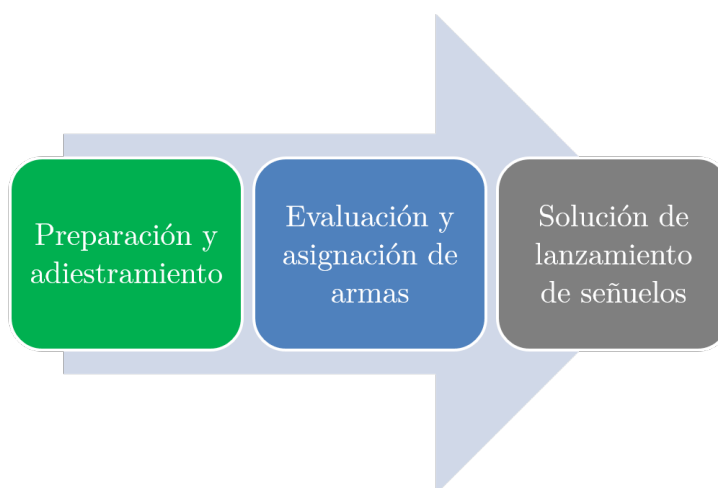 Preparación y
adiestramiento
Evaluación y
asignación de
armas
Solución de
lanzamiento
de señuelos